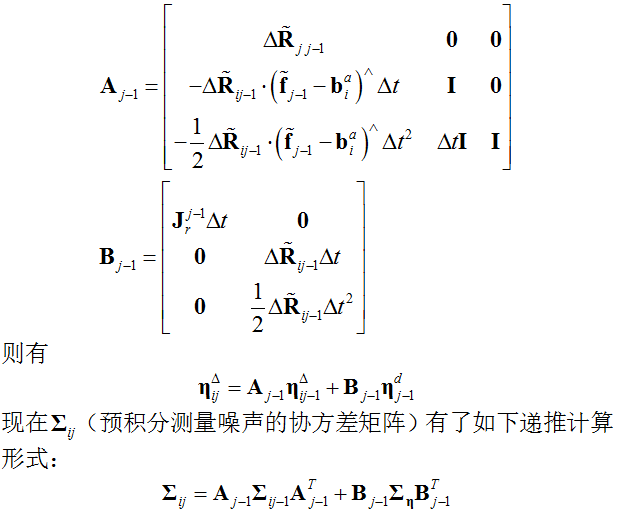 $$\mathbf{A}_{j-1}=\begin{bmatrix}\Delta\tilde{\mathbf{R}}_{j\,j-1} & \mathbf{0} & \mathbf{0}\\ -\Delta\tilde{\mathbf{R}}_{ij-1}\cdot\left(\tilde{\mathbf{f}}_{j-1}-\mathbf{b}_i^a\right)^{\wedge}\Delta t & \mathbf{I} & \mathbf{0}\\ -\frac{1}{2}\Delta\tilde{\mathbf{R}}_{ij-1}\cdot\left(\tilde{\mathbf{f}}_{j-1}-\mathbf{b}_i^a\right)^{\wedge}\Delta t^2 & \Delta t\mathbf{I} & \mathbf{I}\end{bmatrix}$$
$$\mathbf{B}_{j-1}=\begin{bmatrix}\mathbf{J}_r^{j-1}\Delta t & \mathbf{0}\\ \mathbf{0} & \Delta\tilde{\mathbf{R}}_{ij-1}\Delta t\\ \mathbf{0} & \frac{1}{2}\Delta\tilde{\mathbf{R}}_{ij-1}\Delta t^2\end{bmatrix}$$
则有
$$\boldsymbol{\eta}_{ij}^{\Delta}=\mathbf{A}_{j-1}\boldsymbol{\eta}_{ij-1}^{\Delta}+\mathbf{B}_{j-1}\boldsymbol{\eta}_{j-1}^{d}$$
现在$\boldsymbol{\Sigma}_{ij}$（预积分测量噪声的协方差矩阵）有了如下递推计算
形式：
$$\boldsymbol{\Sigma}_{ij}=\mathbf{A}_{j-1}\boldsymbol{\Sigma}_{ij-1}\mathbf{A}_{j-1}^{T}+\mathbf{B}_{j-1}\boldsymbol{\Sigma}_{\boldsymbol{\eta}}\mathbf{B}_{j-1}^{T}$$